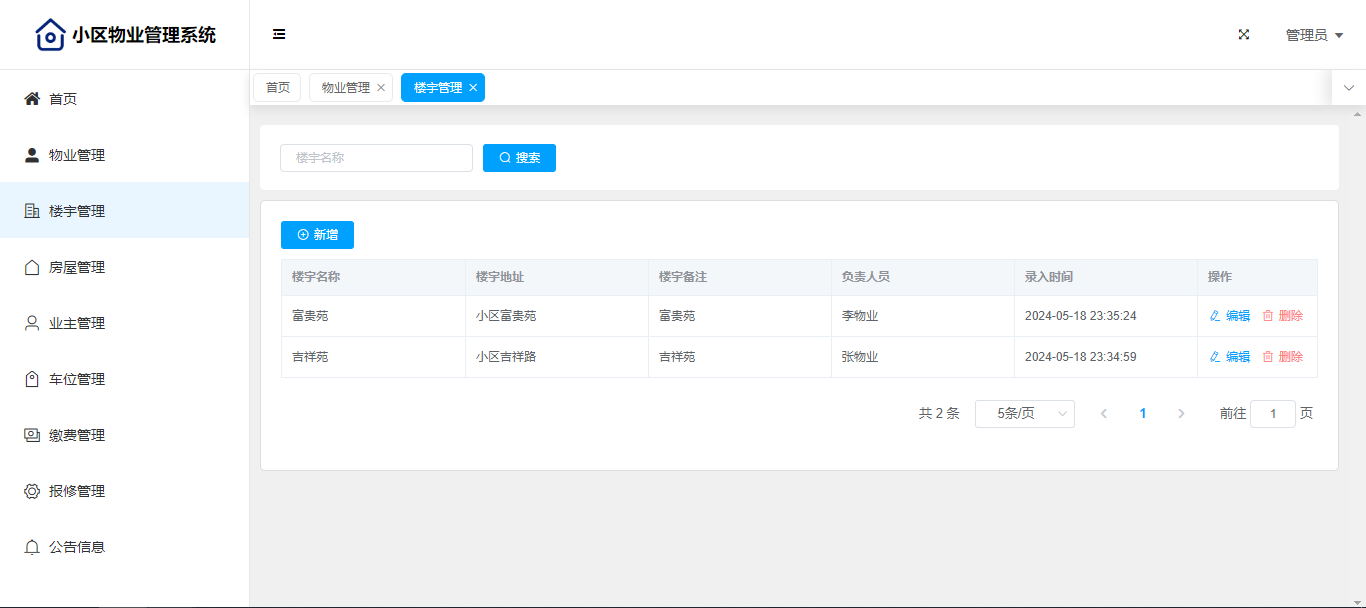 小区物业管理系统
管理员
首页
物业管理
楼宇管理
房屋管理
业主管理
车位管理
缴费管理
报修管理
公告信息
首页 物业管理 楼宇管理
楼宇名称 搜索
新增
楼宇名称 楼宇地址 楼宇备注 负责人员 录入时间 操作
富贵苑 小区富贵苑 富贵苑 李物业 2024-05-18 23:35:24 编辑 删除
吉祥苑 小区吉祥路 吉祥苑 张物业 2024-05-18 23:34:59 编辑 删除
共 2 条 5条/页 1 前往 1 页